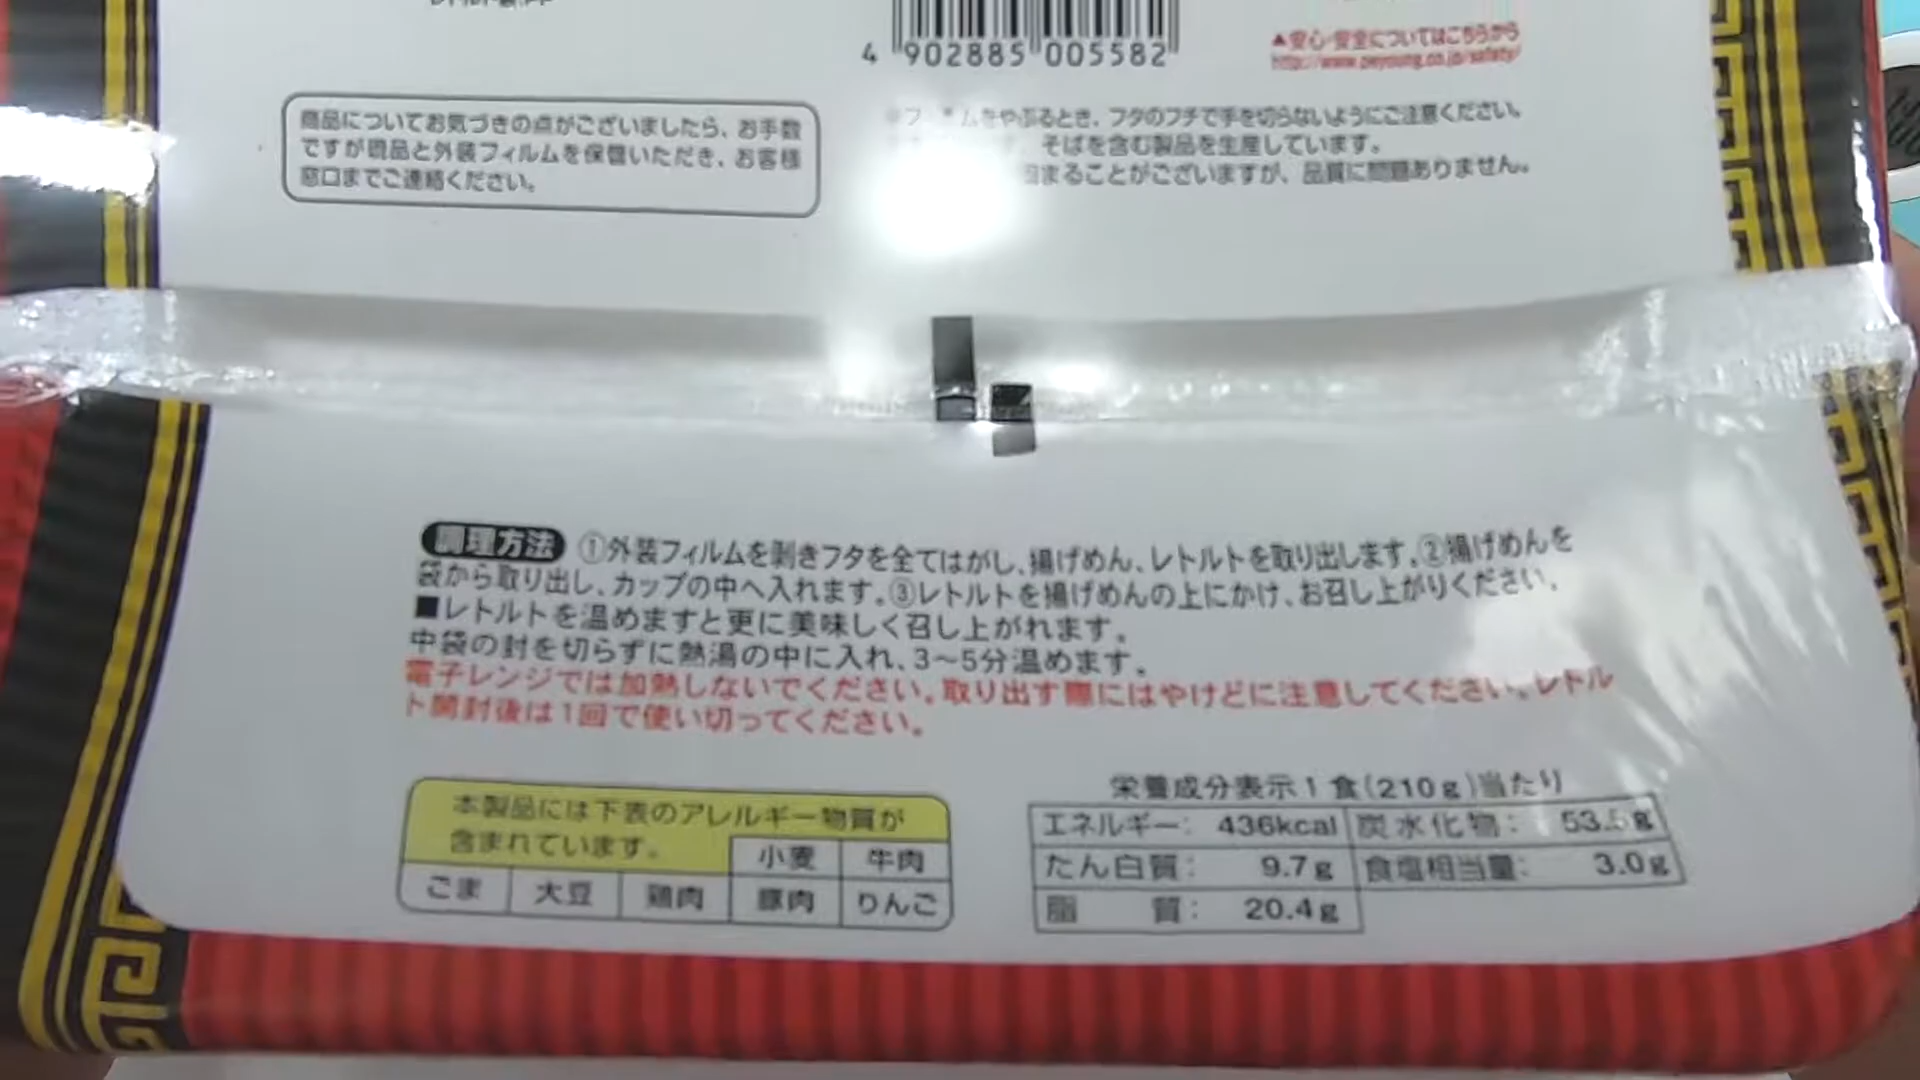 4 902885 005582
▲安心・安全についてはこちらから
http://www.peyoung.co.jp/safety/
商品についてお気づきの点がございましたら、お手数
ですが現品と外装フィルムを保管いただき、お客様
窓口までご連絡ください。
ムをやぶるとき、フタのフチで手を切らないようにご注意ください。
そばを含む製品を生産しています。
固まることがございますが、品質に問題ありません。
調理方法 ①外装フィルムを剥きフタを全てはがし、揚げめん、レトルトを取り出します。②揚げめんを
袋から取り出し、カップの中へ入れます。③レトルトを揚げめんの上にかけ、お召し上がりください。
■レトルトを温めますと更に美味しく召し上がれます。
中袋の封を切らずに熱湯の中に入れ、3〜5分温めます。
電子レンジでは加熱しないでください。取り出す際にはやけどに注意してください。レトル
ト開封後は1回で使い切ってください。
本製品には下表のアレルギー物質が
含まれています。
小麦 牛肉
ごま 大豆 鶏肉 豚肉 りんご
栄養成分表示1食(210g)当たり
エネルギー: 436kcal 炭水化物: 53.5g
たん白質: 9.7g 食塩相当量: 3.0g
脂質: 20.4g